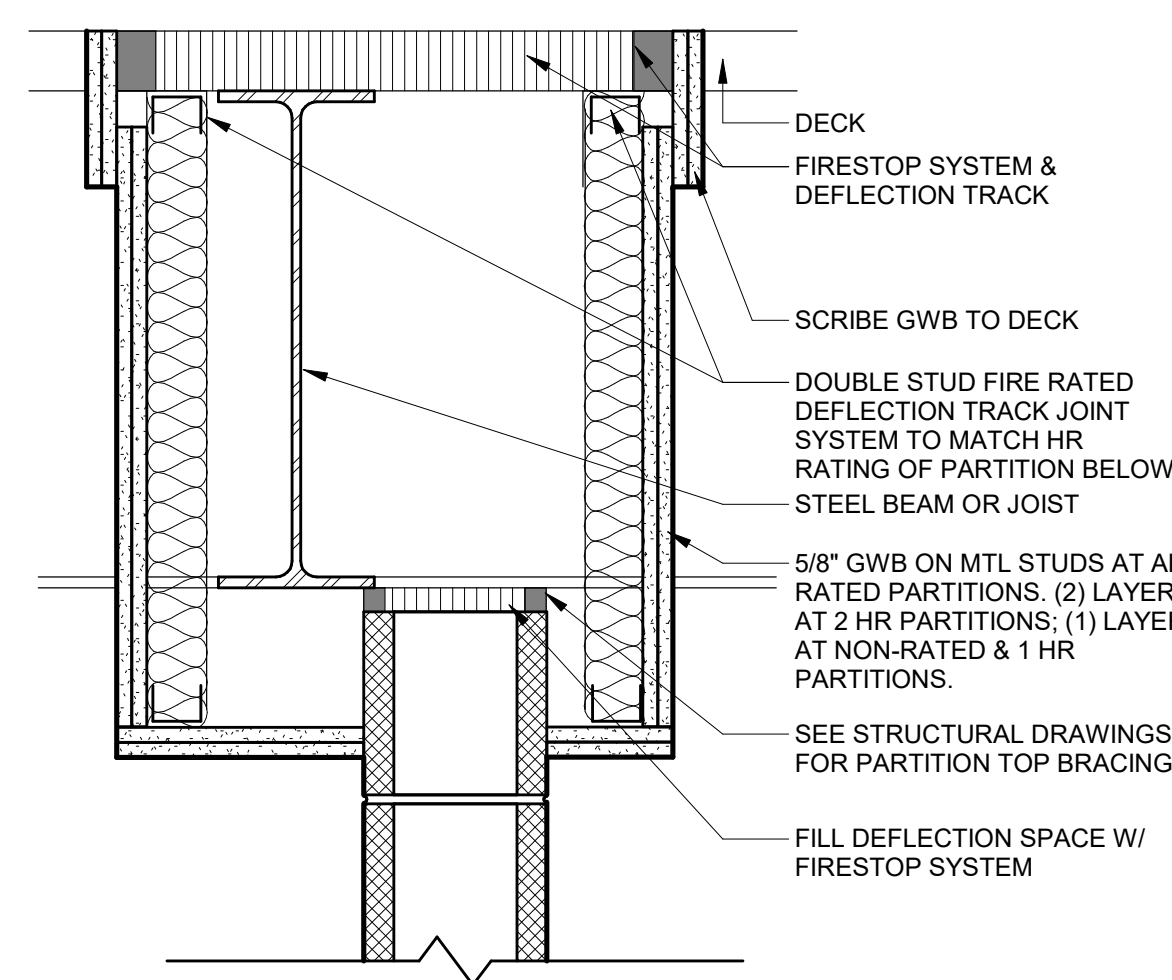 DECK
FIRESTOP SYSTEM &
DEFLECTION TRACK
SCRIBE GWB TO DECK
DOUBLE STUD FIRE RATED
DEFLECTION TRACK JOINT
SYSTEM TO MATCH HR
RATING OF PARTITION BELOW
STEEL BEAM OR JOIST
5/8" GWB ON MTL STUDS AT
RATED PARTITIONS. (2)
AT 2 HR PARTITIONS; (1)
AT NON-RATED & 1 HR
PARTITIONS.
SEE STRUCTURAL DRAWINGS
FOR PARTITION TOP BRACING
FILL DEFLECTION SPACE W/
FIRESTOP SYSTEM